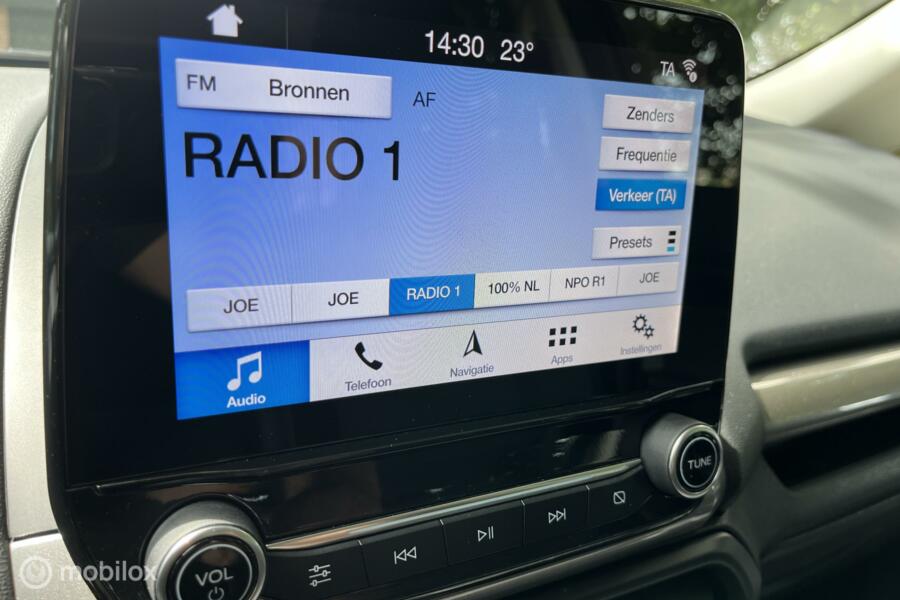 14:30 23°
TA
FM Bronnen AF
RADIO 1
Zenders
Frequentie
Verkeer (TA)
Presets
JOE JOE RADIO 1 100% NL NPO R1 JOE
Audio Telefoon Navigatie Apps Instellingen
TUNE
VOL
mobilox